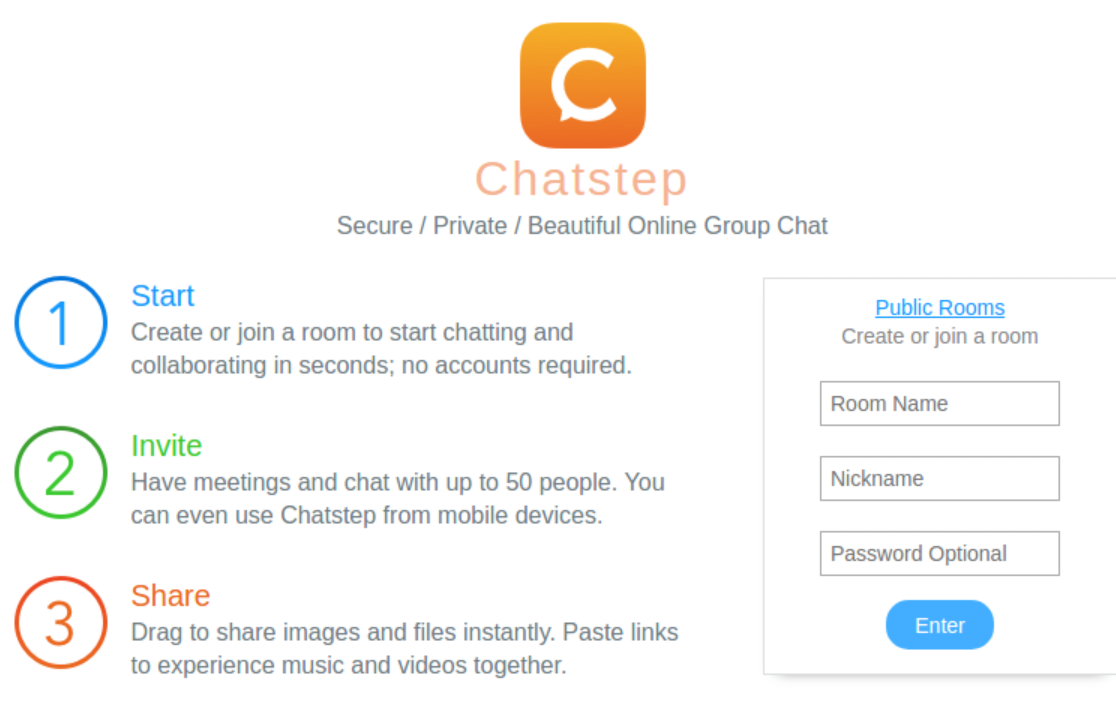 Chatstep
Secure / Private / Beautiful Online Group Chat
1
Start
Create or join a room to start chatting and
collaborating in seconds; no accounts required.
2
Invite
Have meetings and chat with up to 50 people. You
can even use Chatstep from mobile devices.
3
Share
Drag to share images and files instantly. Paste links
to experience music and videos together.
Public Rooms
Create or join a room
Room Name
Nickname
Password Optional
Enter